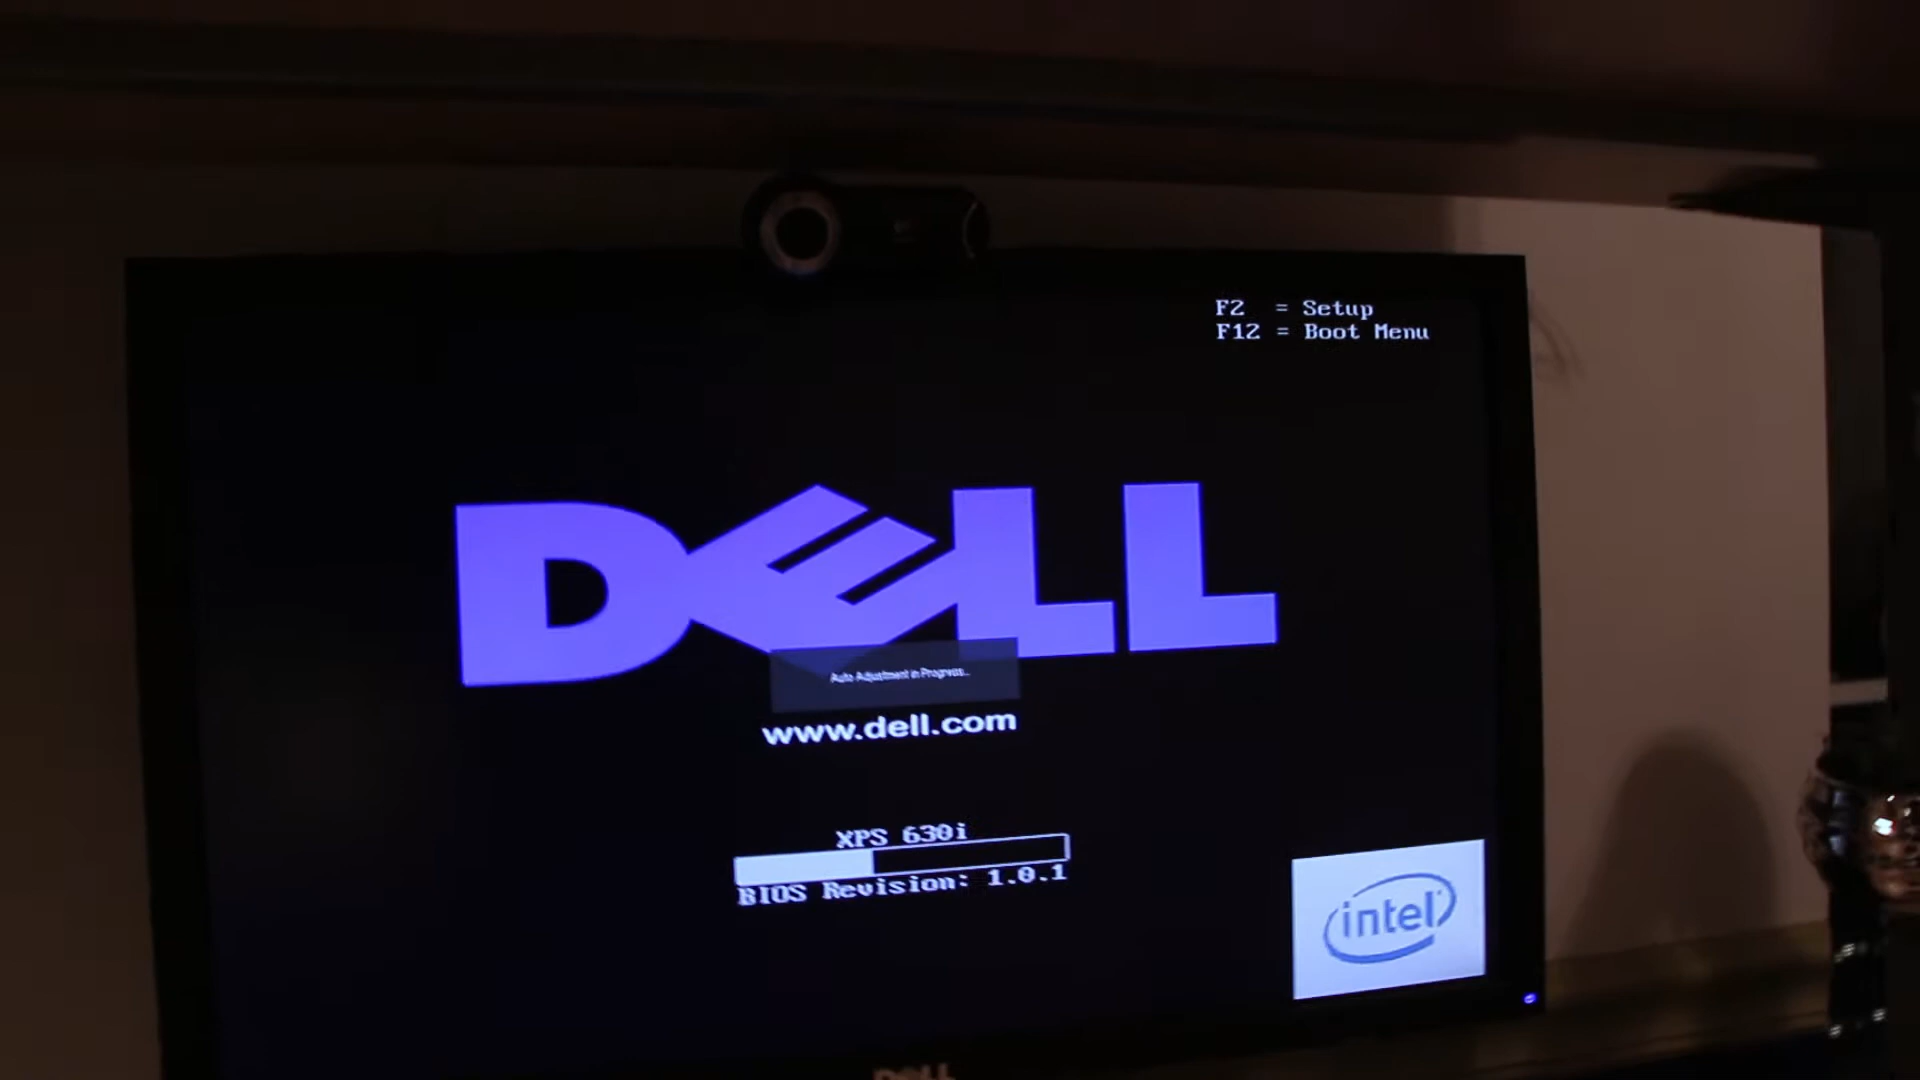 F2 = Setup
F12 = Boot Menu
DELL
Auto Adjustment in Progress...
www.dell.com
XPS 630i
BIOS Revision: 1.0.1
intel
DELL